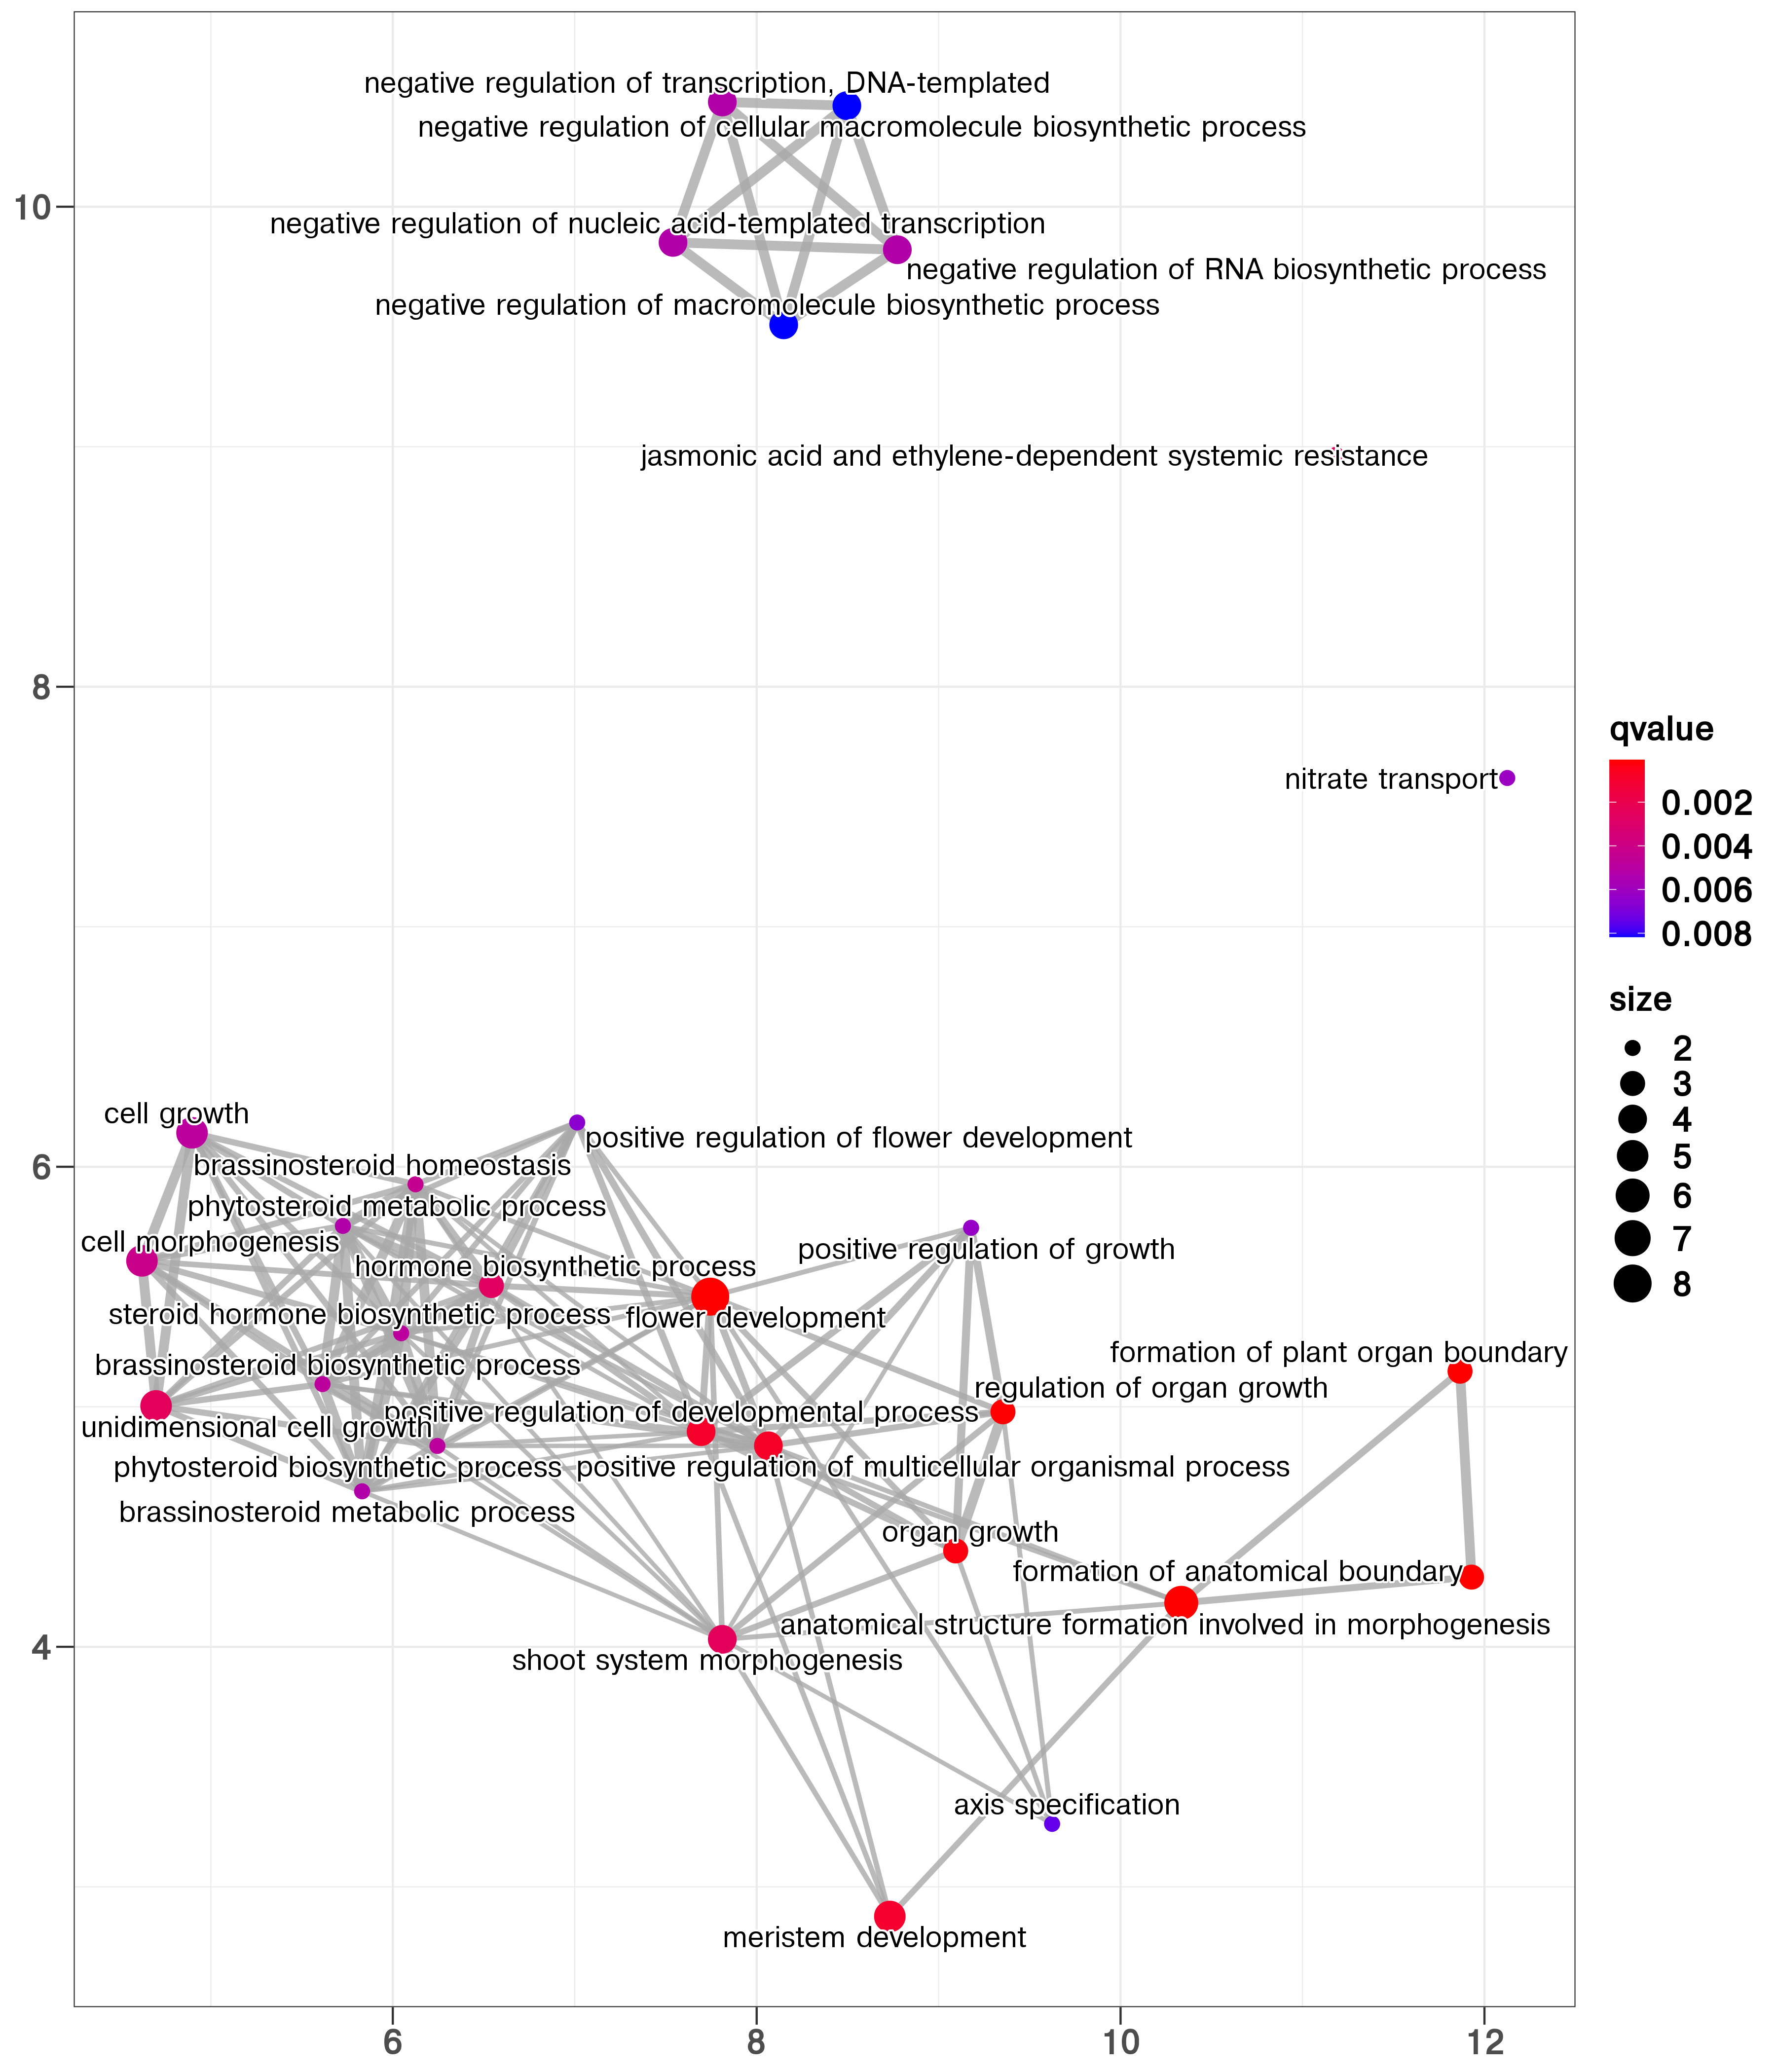 negative regulation of transcription, DNA-templated
negative regulation of cellular macromolecule biosynthetic process
10
negative regulation of nucleic acid-templated transcription
negative regulation of RNA biosynthetic process
negative regulation of macromolecule biosynthetic process
jasmonic acid and ethylene-dependent systemic resistance
8
nitrate transport
cell growth
positive regulation of flower development
6
brassinosteroid homeostasis
phytosteroid metabolic process
cell morphogenesis
positive regulation of growth
hormone biosynthetic process
steroid hormone biosynthetic process
flower development
formation of plant organ boundary
brassinosteroid biosynthetic process
regulation of organ growth
positive regulation of developmental process
unidimensional cell growth
phytosteroid biosynthetic process
positive regulation of multicellular organismal process
brassinosteroid metabolic process
organ growth
formation of anatomical boundary
anatomical structure formation involved in morphogenesis
4
shoot system morphogenesis
axis specification
meristem development
6
8
10
12
qvalue
0.002
0.004
0.006
0.008
size
2
3
4
5
6
7
8